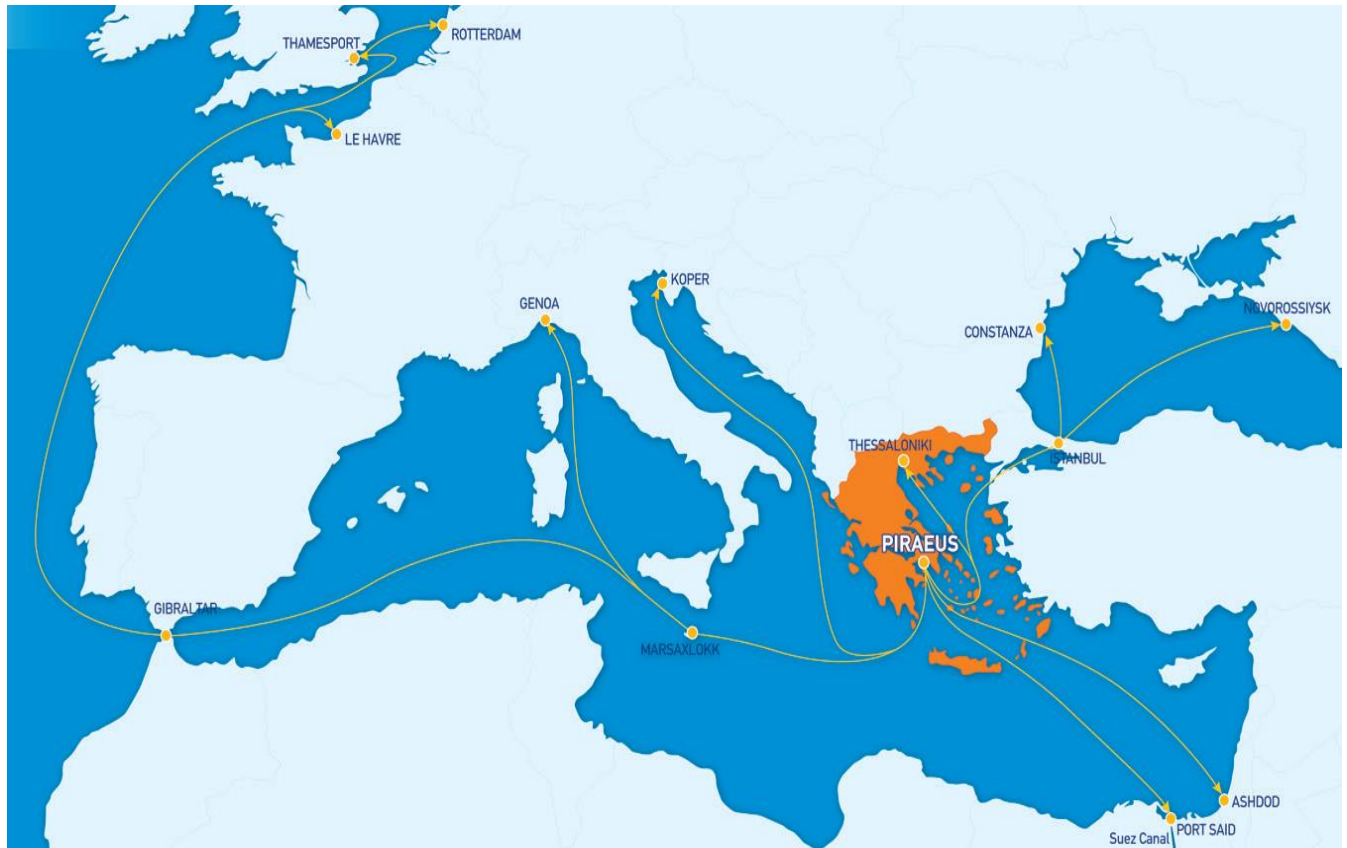 ROTTERDAM
THAMESPORT
LE HAVRE
KOPER
GENOA
NOVOROSSIYSK
CONSTANZA
THESSALONIKI
ISTANBUL
PIRAEUS
GIBRALTAR
MARSAXLOKK
ASHDOD
PORT SAID
Suez Canal